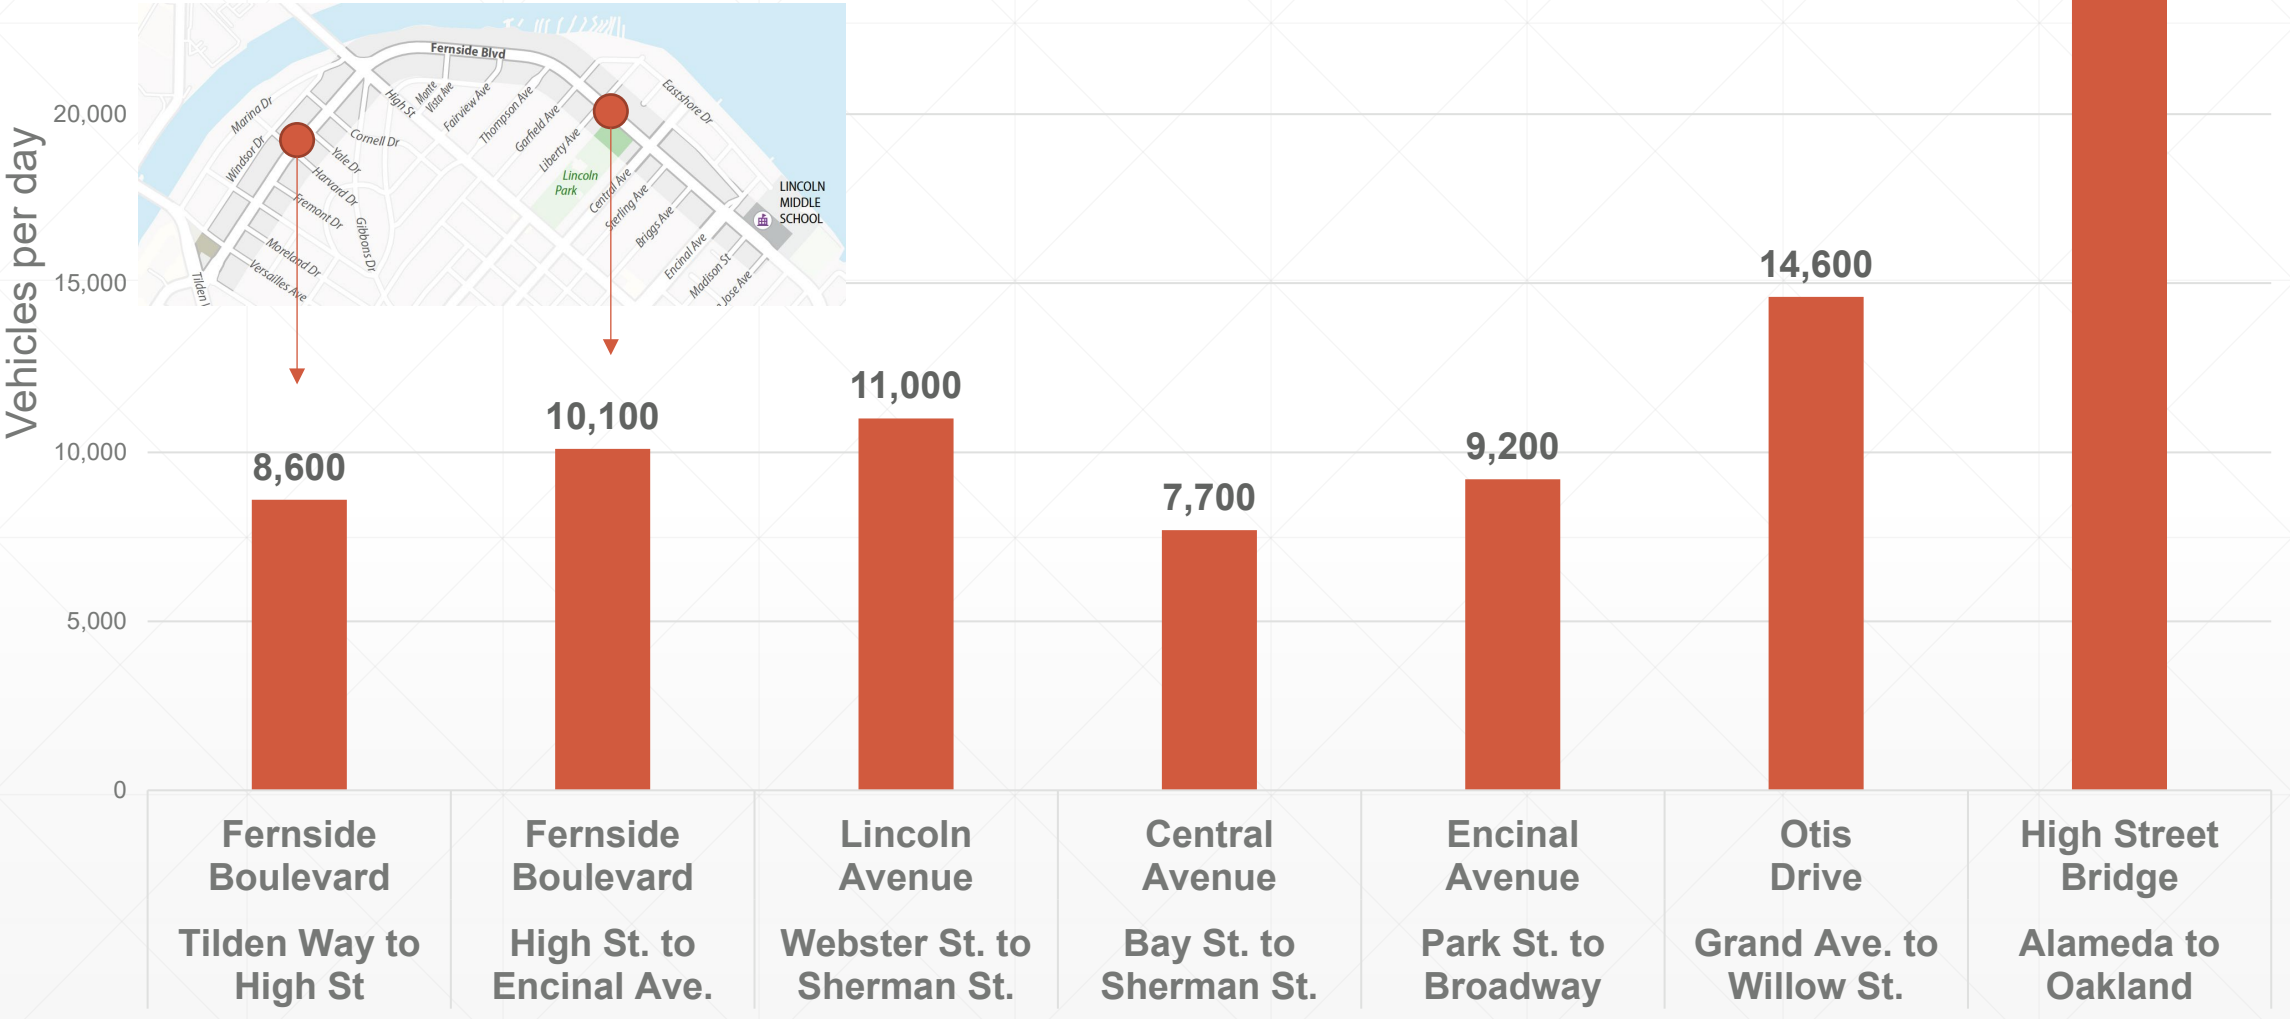 Vehicles per day
20,000
15,000
10,000
5,000
0
Fernside Blvd
Marina Dr
Windsor Dr
High St
Monte
Vista Ave
Fairview Ave
Thompson Ave
Garfield Ave
Liberty Ave
Eastshore Dr
Cornell Dr
Yale Dr
Harvard Dr
Fremont Dr
Gibbons Dr
Moreland Dr
Versailles Ave
Tilden
Lincoln
Park
Central Ave
Sterling Ave
Briggs Ave
Encinal Ave
Madison St
Jose Ave
LINCOLN
MIDDLE
SCHOOL
8,600
10,100
11,000
7,700
9,200
14,600
Fernside
Boulevard
Tilden Way to
High St
Fernside
Boulevard
High St. to
Encinal Ave.
Lincoln
Avenue
Webster St. to
Sherman St.
Central
Avenue
Bay St. to
Sherman St.
Encinal
Avenue
Park St. to
Broadway
Otis
Drive
Grand Ave. to
Willow St.
High Street
Bridge
Alameda to
Oakland